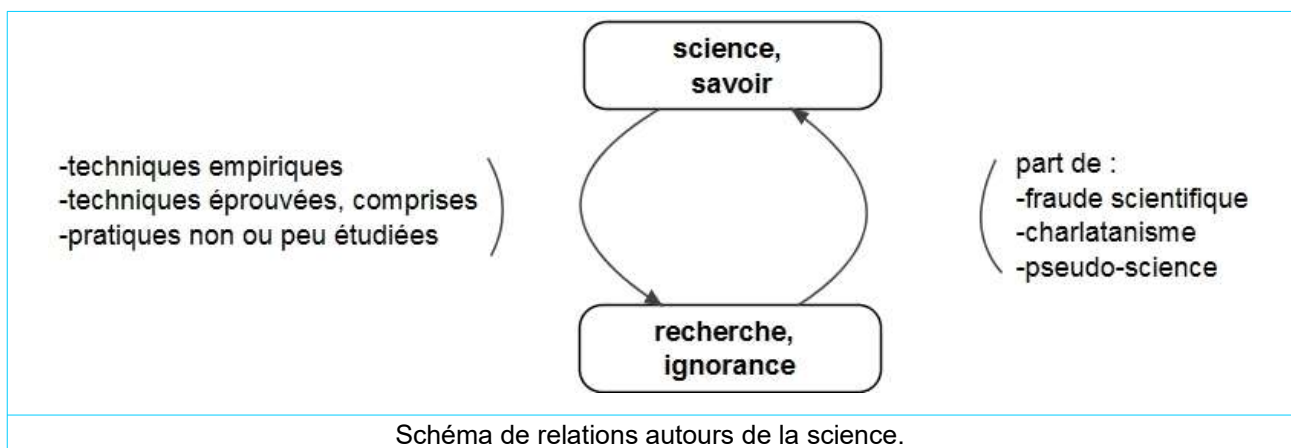 science,
savoir
-techniques empiriques
-techniques éprouvées, comprises
-pratiques non ou peu étudiées
part de :
-fraude scientifique
-charlatanisme
-pseudo-science
recherche,
ignorance
Schéma de relations autours de la science.